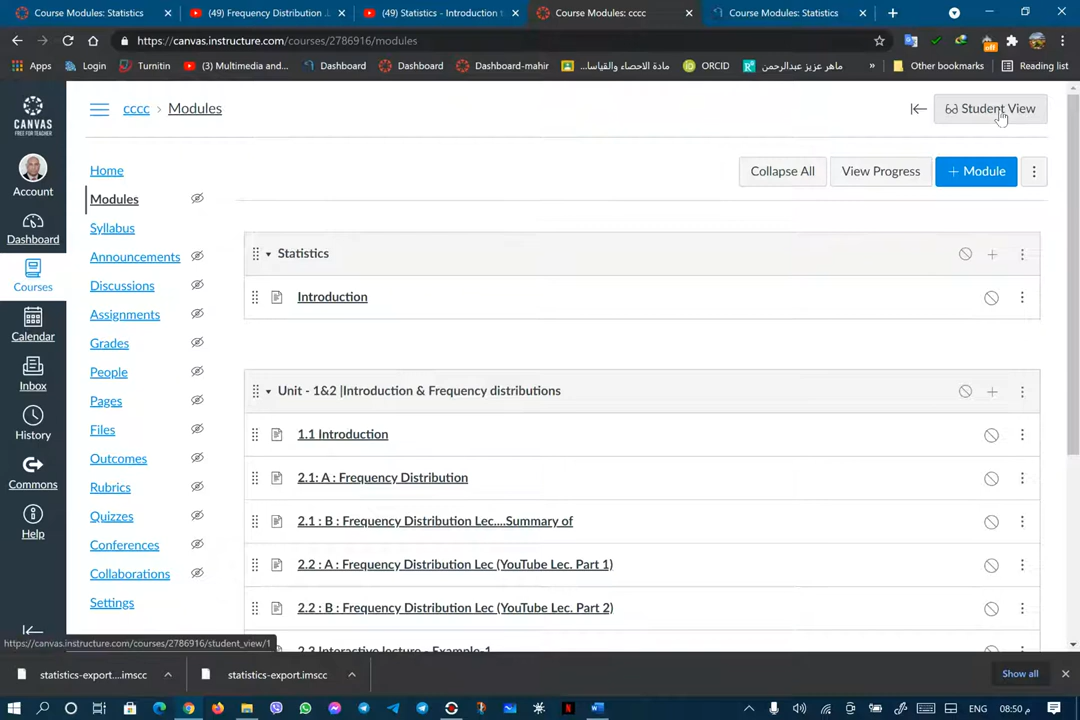 Course Modules: Statistics
(49) Frequency Distribution .l
(49) Statistics - Introduction t
Course Modules: cccc
Course Modules: Statistics
https://canvas.instructure.com/courses/2786916/modules
Apps
Login
Turnitin
(3) Multimedia and...
Dashboard
Dashboard
Dashboard-mahir
مادة الاحصاء والقياسا...
ORCID
ماهر عزيز عبدالرحمن
»
Other bookmarks
Reading list
off
CANVAS
FREE FOR TEACHER
Account
Dashboard
Courses
Calendar
Inbox
History
Commons
Help
cccc > Modules
Student View
Home
Modules
Syllabus
Announcements
Discussions
Assignments
Grades
People
Pages
Files
Outcomes
Rubrics
Quizzes
Conferences
Collaborations
Settings
Collapse All
View Progress
+ Module
Statistics
Introduction
Unit - 1&2 |Introduction & Frequency distributions
1.1 Introduction
2.1: A : Frequency Distribution
2.1 : B : Frequency Distribution Lec....Summary of
2.2 : A : Frequency Distribution Lec (YouTube Lec. Part 1)
2.2 : B : Frequency Distribution Lec (YouTube Lec. Part 2)
2.3 Interactive lecture - Example-1
https://canvas.instructure.com/courses/2786916/student_view/1
statistics-export....imscc
statistics-export.imscc
Show all
ENG
08:50 م